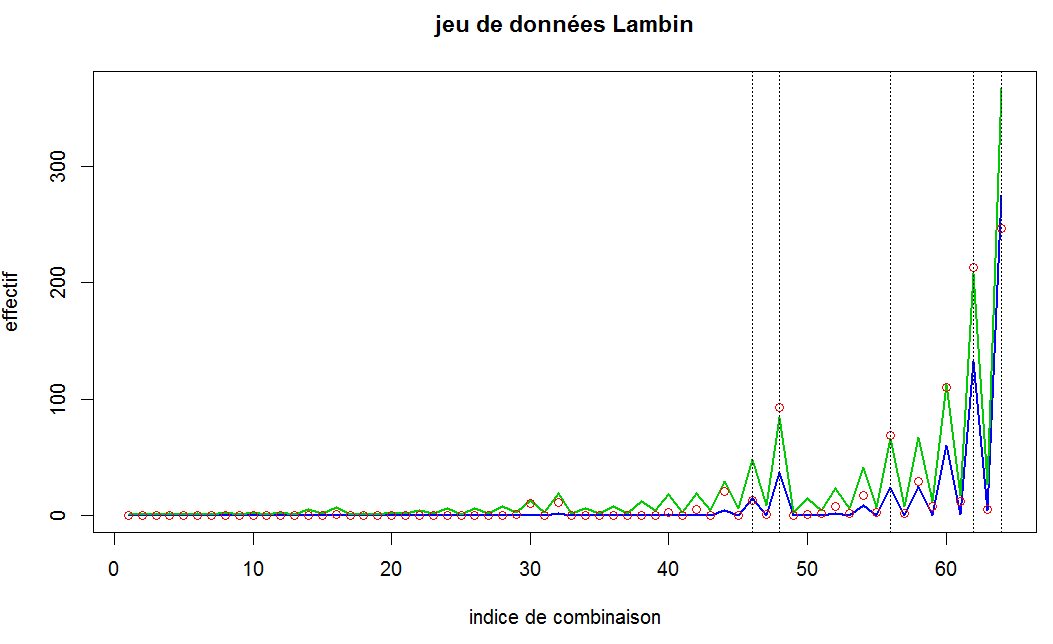 jeu de données Lambin
effectif
300
200
100
0
0 10 20 30 40 50 60
indice de combinaison